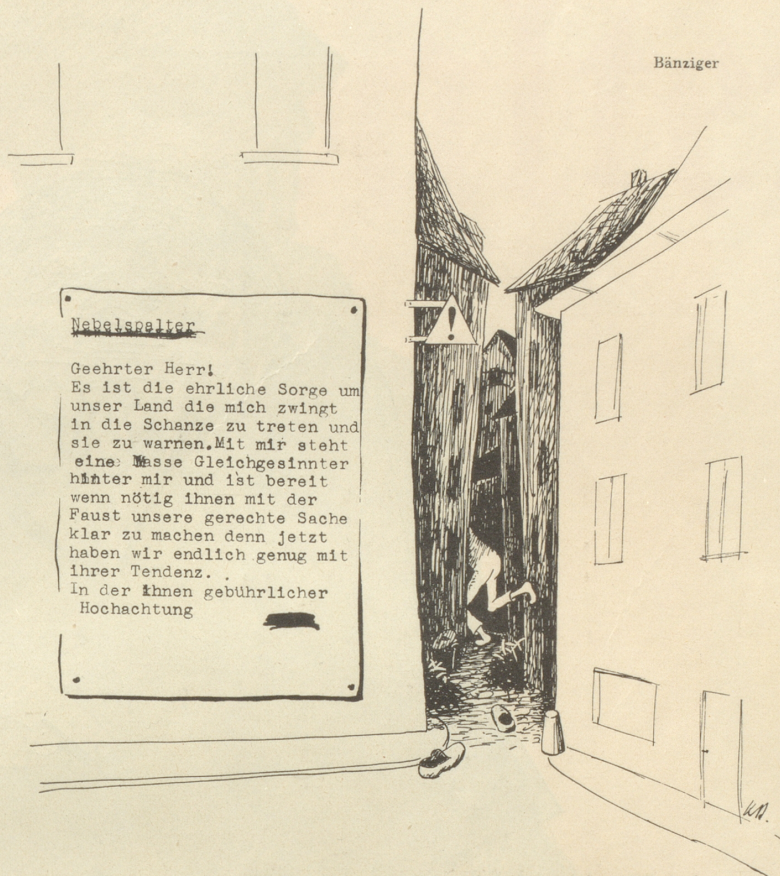 Bänziger
Nebelspalter
Geehrter Herr!
Es ist die ehrliche Sorge um
unser Land die mich zwingt
in die Schanze zu treten und
sie zu warnen.Mit mir steht
eine Masse Gleichgesinnter
hinter mir und ist bereit
wenn nötig ihnen mit der
Faust unsere gerechte Sache
klar zu machen denn jetzt
haben wir endlich genug mit
ihrer Tendenz.
In der ihnen gebührlicher
Hochachtung